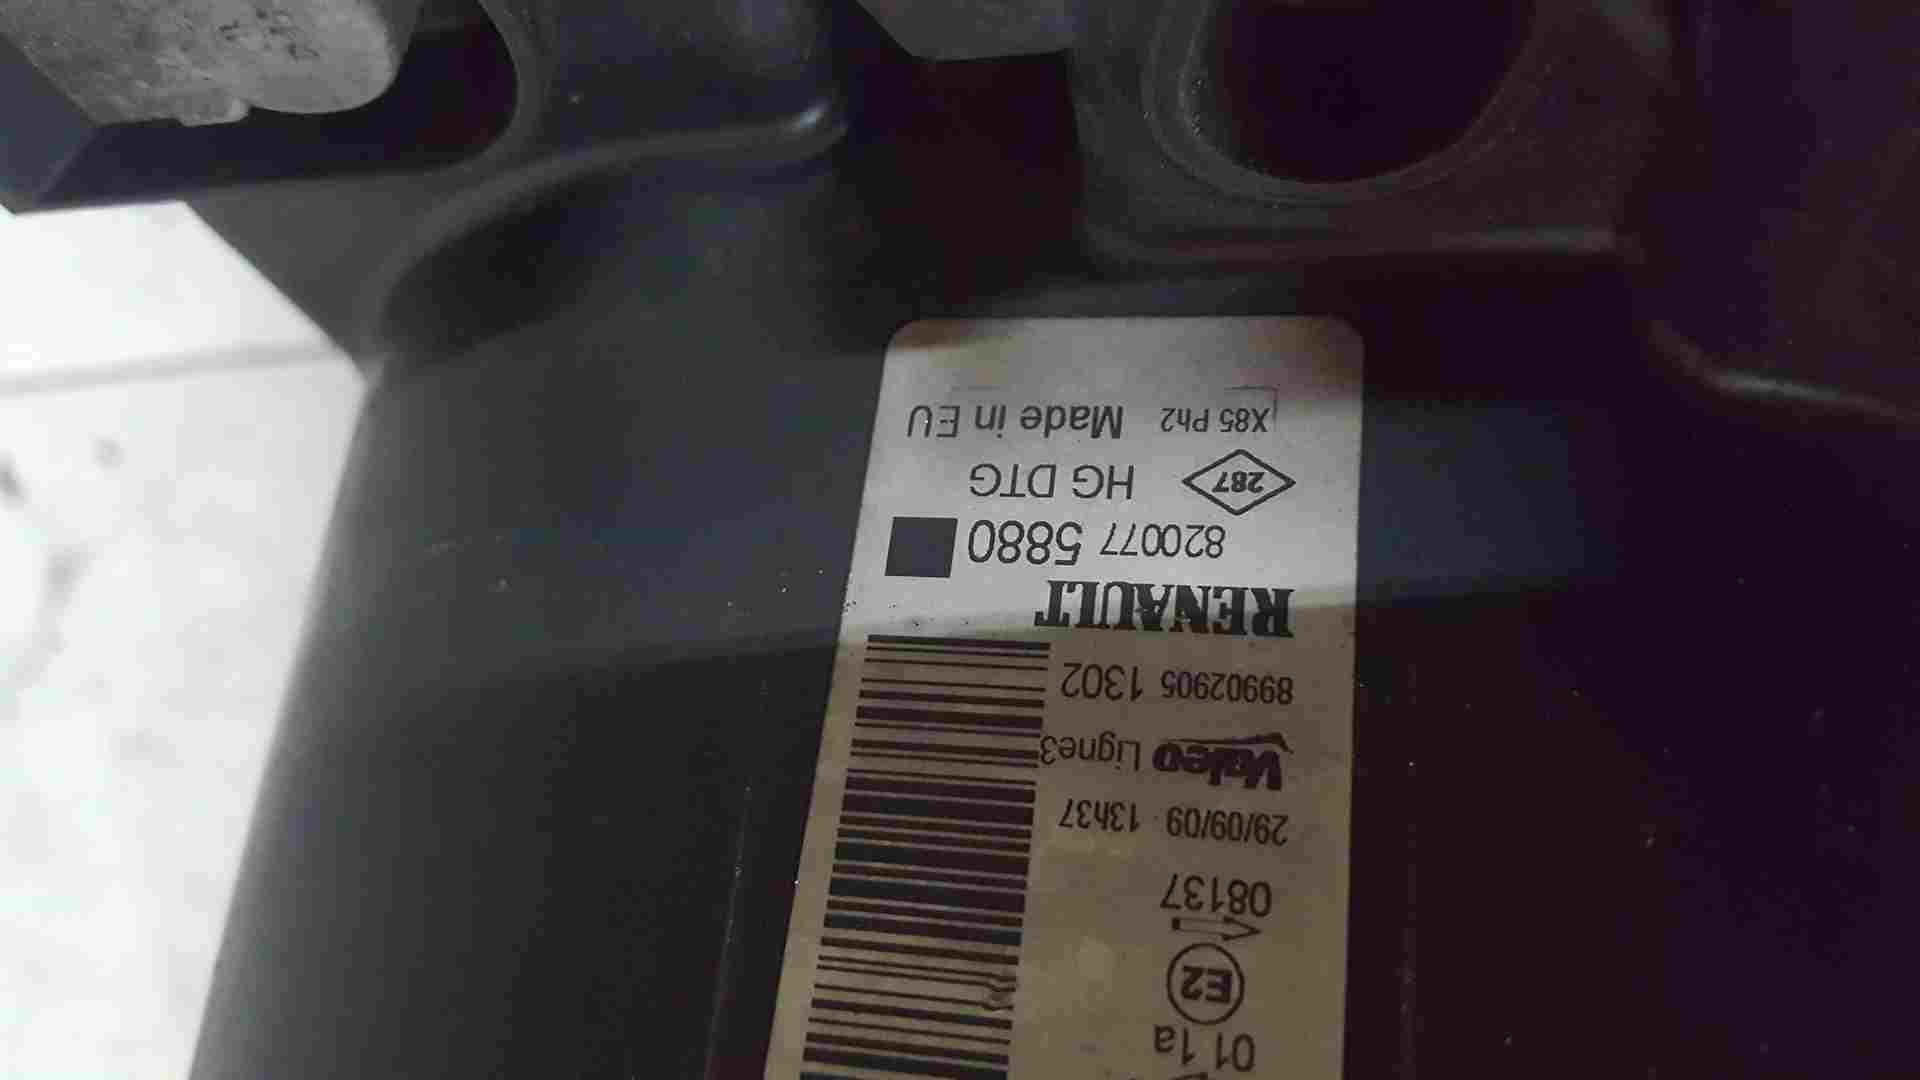 01 1a
E2
08137
29/09/09 13h37
Valeo Ligne3
89902905 1302
RENAULT
820077 5880
287 HG DTG
X85 Ph2 Made in EU